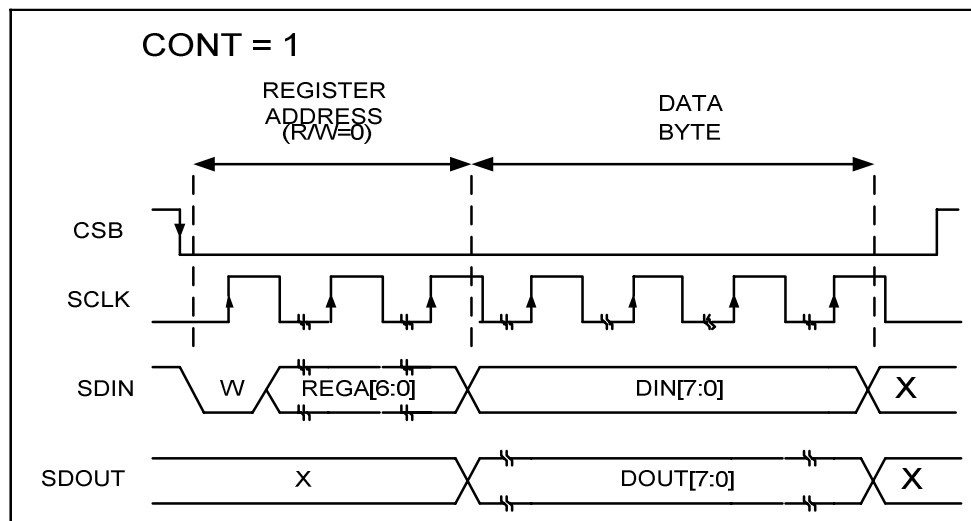 CONT = 1
REGISTER
ADDRESS
(R/W=0)
DATA
BYTE
CSB
SCLK
SDIN
W
REGA[6:0]
DIN[7:0]
X
SDOUT
X
DOUT[7:0]
X